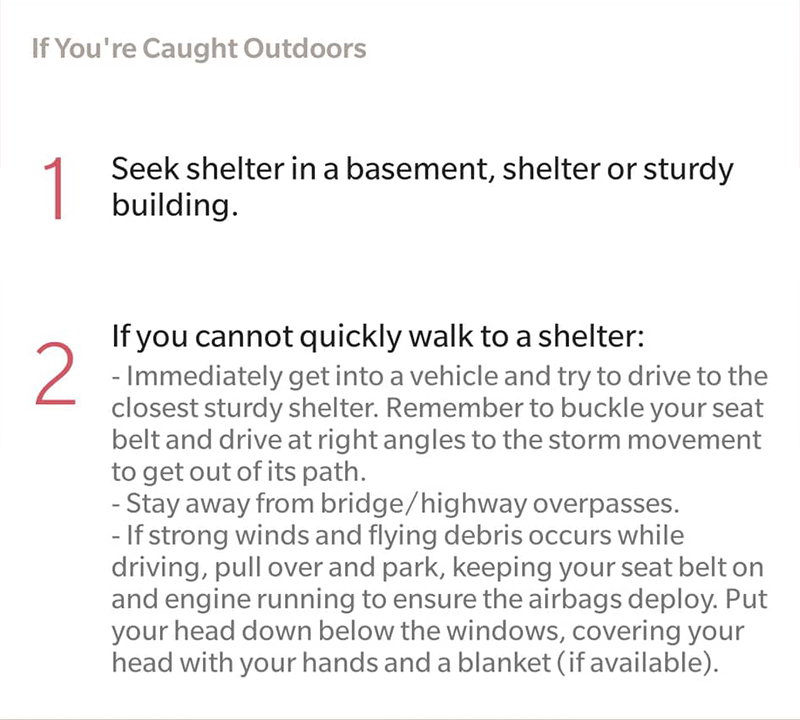 If You're Caught Outdoors
1
Seek shelter in a basement, shelter or sturdy
building.
2
If you cannot quickly walk to a shelter:
- Immediately get into a vehicle and try to drive to the
closest sturdy shelter. Remember to buckle your seat
belt and drive at right angles to the storm movement
to get out of its path.
- Stay away from bridge/highway overpasses.
- If strong winds and flying debris occurs while
driving, pull over and park, keeping your seat belt on
and engine running to ensure the airbags deploy. Put
your head down below the windows, covering your
head with your hands and a blanket (if available).